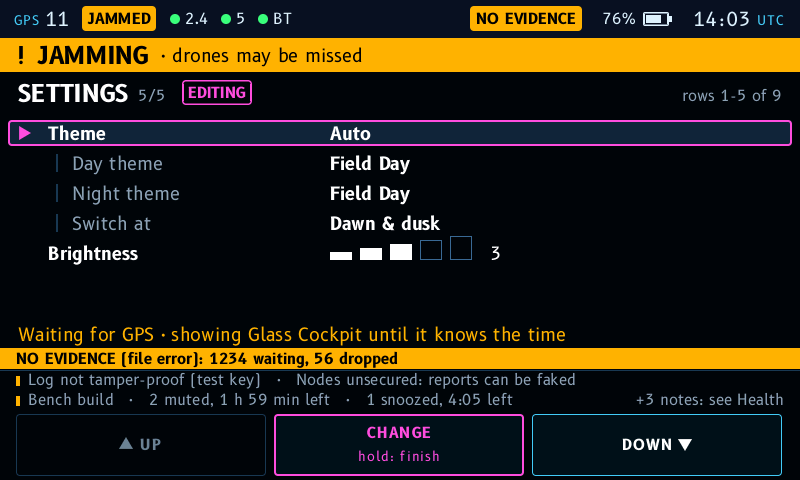 GPS 11 JAMMED 2.4 5 BT NO EVIDENCE 76% 14:03 UTC
! JAMMING · drones may be missed
SETTINGS 5/5 EDITING rows 1-5 of 9
▶ Theme Auto
Day theme Field Day
Night theme Field Day
Switch at Dawn & dusk
Brightness 3
Waiting for GPS · showing Glass Cockpit until it knows the time
NO EVIDENCE (file error): 1234 waiting, 56 dropped
Log not tamper-proof (test key) · Nodes unsecured: reports can be faked
Bench build · 2 muted, 1 h 59 min left · 1 snoozed, 4:05 left +3 notes: see Health
▲ UP CHANGE DOWN ▼
hold: finish